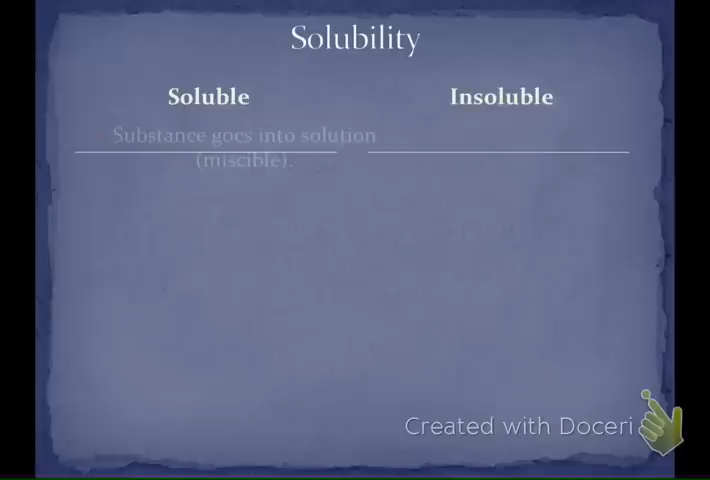 Solubility
Soluble
Insoluble
Substance goes into solution
(miscible).
Created with Doceri